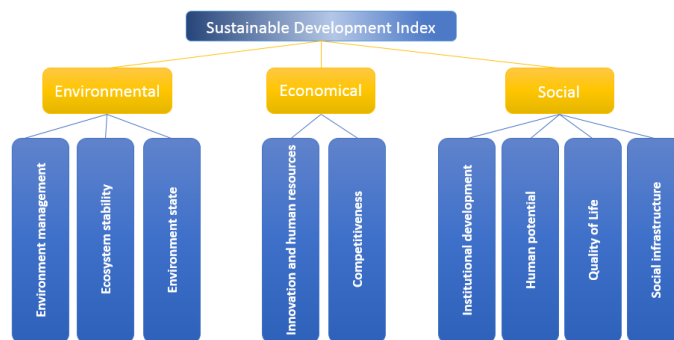 Sustainable Development Index
Environmental
Economical
Social
Environment management
Ecosystem stability
Environment state
Innovation and human resources
Competitiveness
Institutional development
Human potential
Quality of Life
Social infrastructure